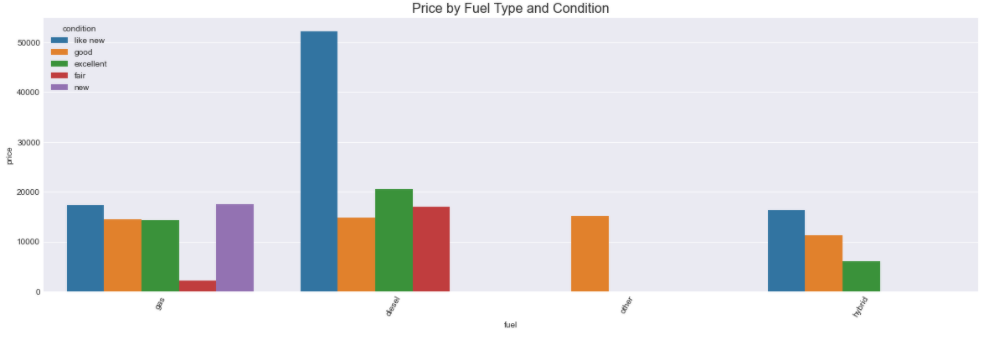 Price by Fuel Type and Condition
condition
like new
good
excellent
fair
new
50000
40000
30000
20000
10000
0
price
gas
diesel
other
hybrid
fuel